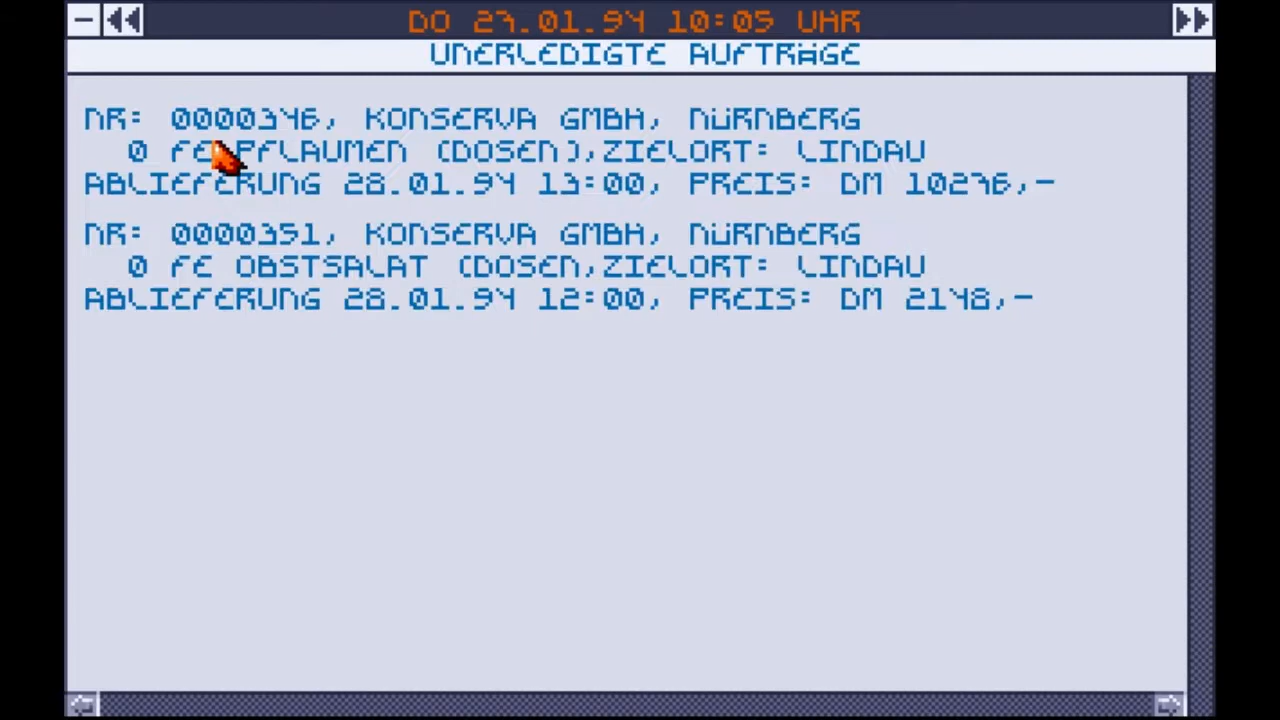 DO 27.01.94 10:05 UHR
UNERLEDIGTE AUFTRÄGE
NR: 0000346, KONSERVA GMBH, NÜRNBERG
0 FE PFLAUMEN (DOSEN),ZIELORT: LINDAU
ABLIEFERUNG 28.01.94 13:00, PREIS: DM 10276,-
NR: 0000351, KONSERVA GMBH, NÜRNBERG
0 FE OBSTSALAT (DOSEN,ZIELORT: LINDAU
ABLIEFERUNG 28.01.94 12:00, PREIS: DM 2148,-